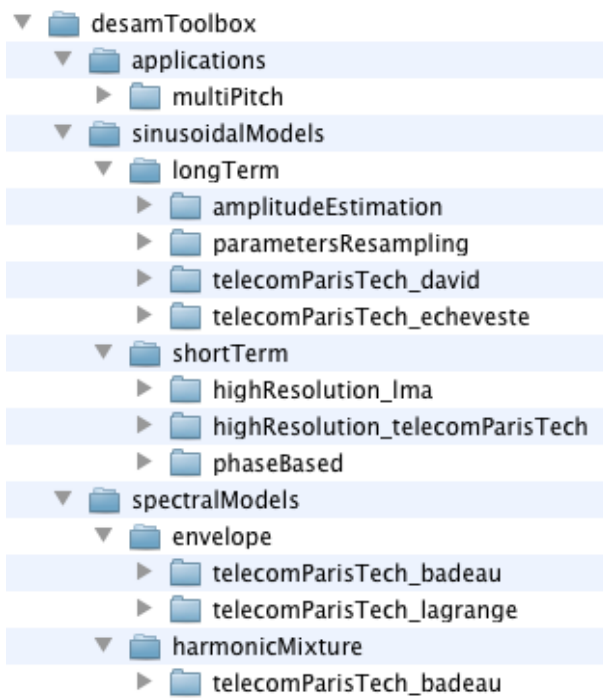 desamToolbox
applications
multiPitch
sinusoidalModels
longTerm
amplitudeEstimation
parametersResampling
telecomParisTech_david
telecomParisTech_echeveste
shortTerm
highResolution_lma
highResolution_telecomParisTech
phaseBased
spectralModels
envelope
telecomParisTech_badeau
telecomParisTech_lagrange
harmonicMixture
telecomParisTech_badeau